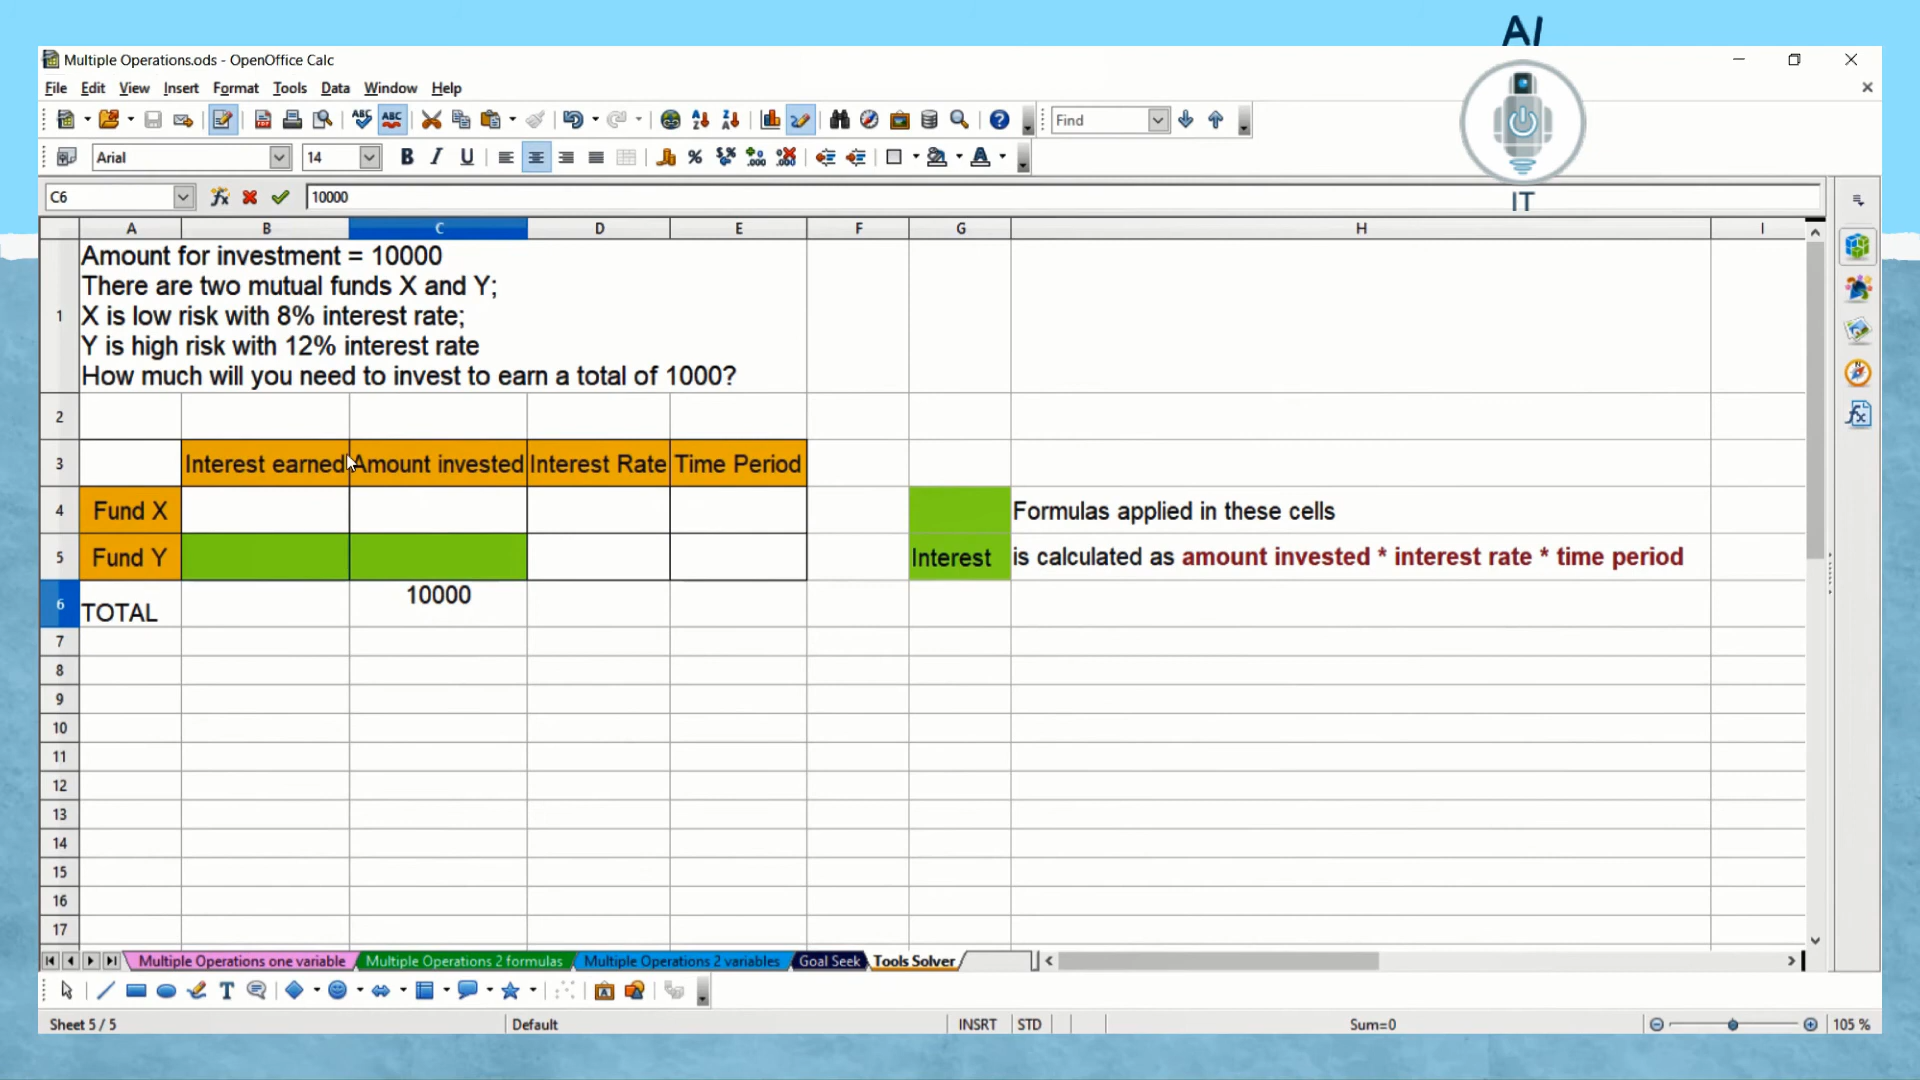 AI
Multiple Operations.ods - OpenOffice Calc
File Edit View Insert Format Tools Data Window Help
Find
Arial 14
IT
C6 10000
A B C D E F G H I
1
Amount for investment = 10000
There are two mutual funds X and Y;
X is low risk with 8% interest rate;
Y is high risk with 12% interest rate
How much will you need to invest to earn a total of 1000?
2
3 Interest earned Amount invested Interest Rate Time Period
4 Fund X Formulas applied in these cells
5 Fund Y Interest is calculated as amount invested * interest rate * time period
6 TOTAL 10000
7
8
9
10
11
12
13
14
15
16
17
Multiple Operations one variable Multiple Operations 2 formulas Multiple Operations 2 variables Goal Seek Tools Solver
Sheet 5 / 5 Default INSRT STD Sum=0 105 %